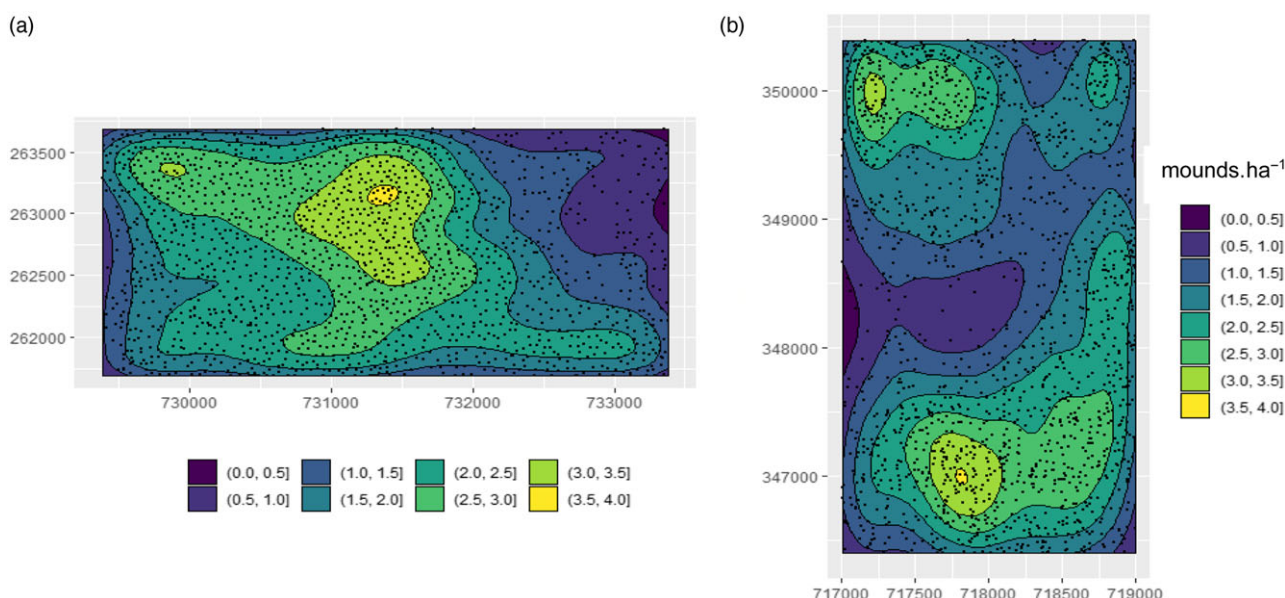 (a)
263500
263000
262500
262000
730000 731000 732000 733000
(0.0, 0.5] (1.0, 1.5] (2.0, 2.5] (3.0, 3.5]
(0.5, 1.0] (1.5, 2.0] (2.5, 3.0] (3.5, 4.0]
(b)
350000
349000
348000
347000
717000 717500 718000 718500 719000
mounds.ha⁻¹
(0.0, 0.5]
(0.5, 1.0]
(1.0, 1.5]
(1.5, 2.0]
(2.0, 2.5]
(2.5, 3.0]
(3.0, 3.5]
(3.5, 4.0]